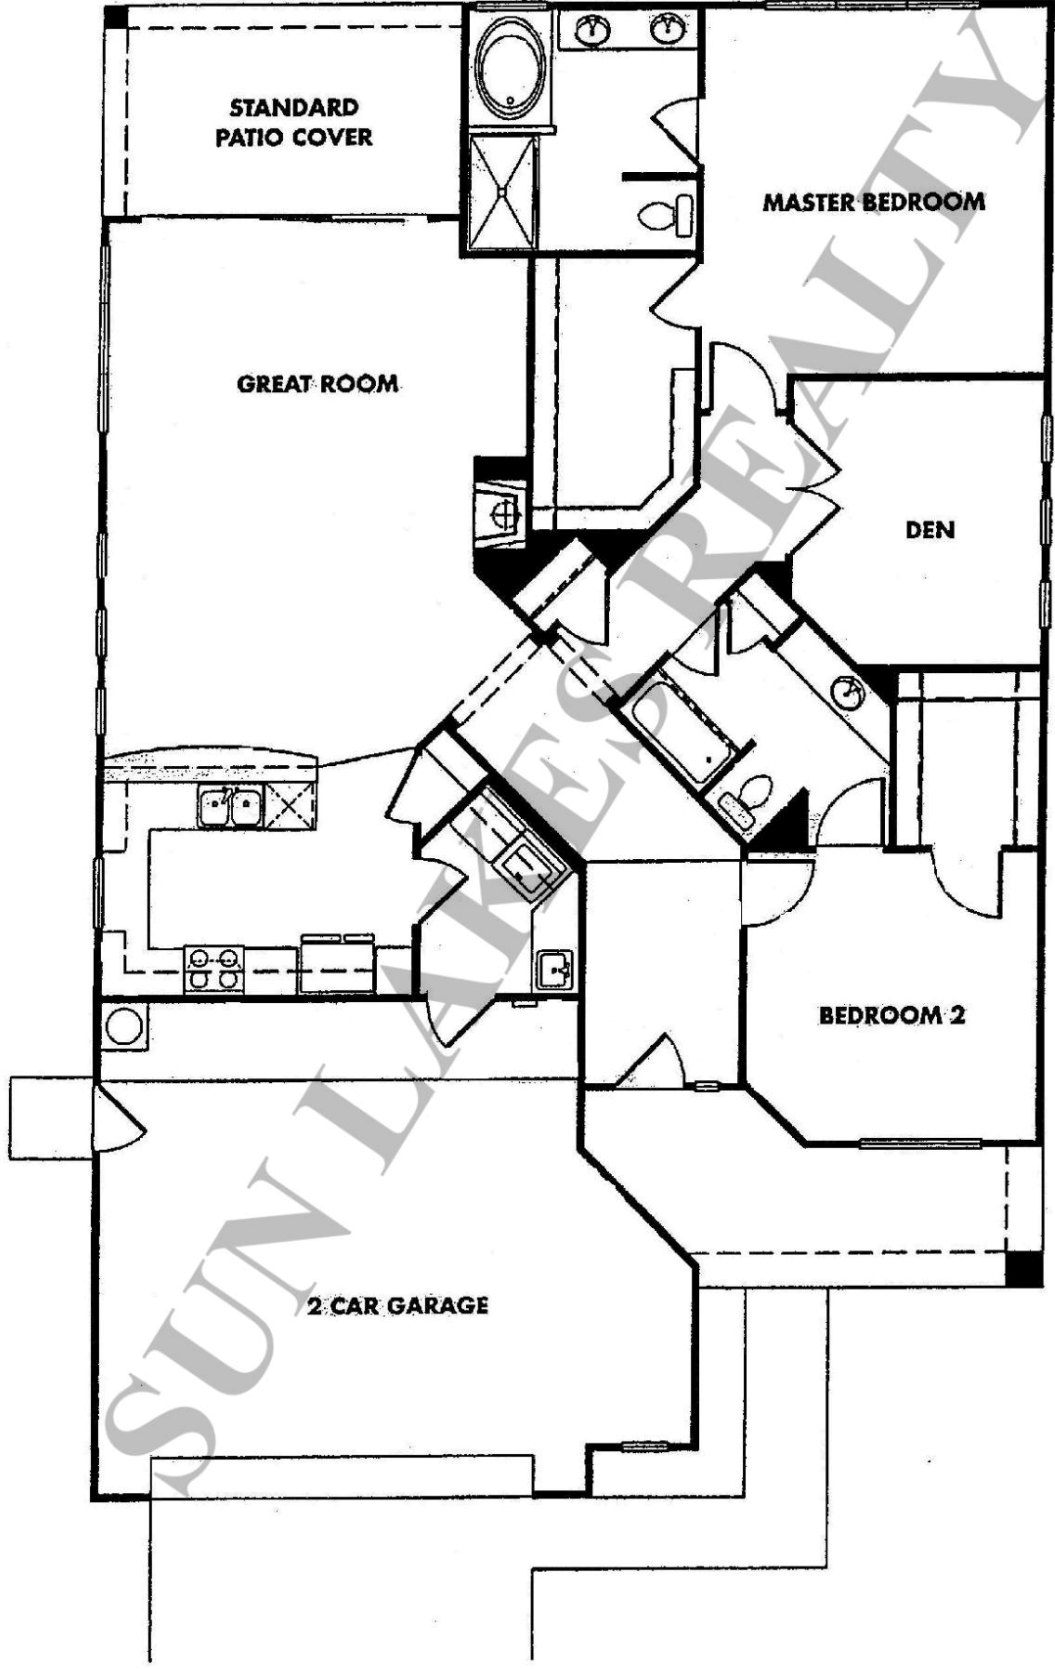 STANDARD
PATIO COVER
MASTER BEDROOM
GREAT ROOM
DEN
BEDROOM 2
2 CAR GARAGE
SUN LAKES REALTY